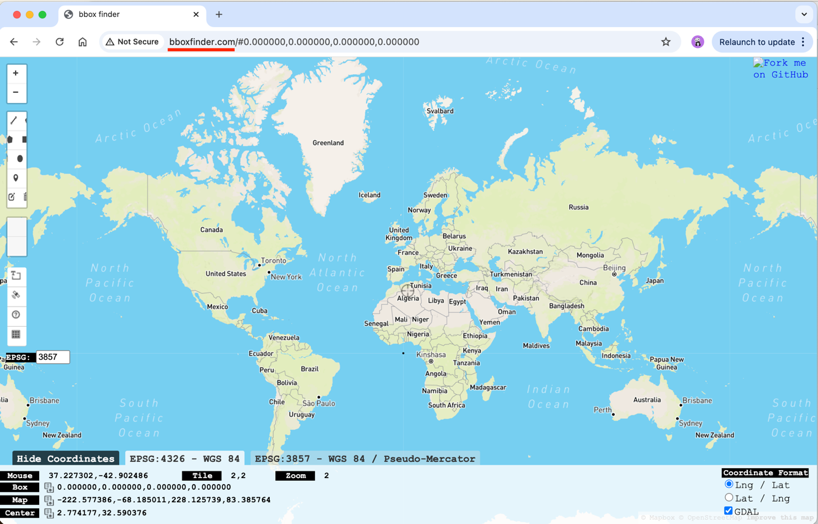 bbox finder
Not Secure
bboxfinder.com/#0.000000,0.000000,0.000000,0.000000
Relaunch to update
Fork me
on GitHub
+
−
Arctic Ocean
Arctic Ocean
Arctic Oc
Svalbard
Greenland
Iceland
Sweden
Norway
Russia
Canada
United
Kingdom
Belarus
Ukraine
France
Kazakhstan
Mongolia
Toronto
North
Atlantic
Ocean
Italy
Spain
Greece
Turkmenistan
Beijing
United States
New York
North
Pacific
Ocean
Tunisia
Iraq
Iran
China
Japan
North
Pacific
Ocean
Algeria
Libya
Egypt
Pakistan
Mexico
Cuba
Oman
Bangladesh
Mali
Niger
Senegal
Yemen
Cambodia
Venezuela
Nigeria
Ethiopia
Maldives
Malaysia
EPSG:
3857
Guinea
Ecuador
Kinshasa
Kenya
Indonesia
Papua New
Guinea
Peru
Brazil
Tanzania
Angola
Bolivia
Namibia
Madagascar
Indian
Ocean
Brisbane
Chile
São Paulo
South Africa
Australia
Brisbane
South
Pacific
Ocean
Uruguay
Perth
South
Pacific
Ocean
Sydney
Sydney
New Zealand
New Zealand
Hide Coordinates
EPSG:4326 - WGS 84
EPSG:3857 - WGS 84 / Pseudo-Mercator
Mouse 37.227302,-42.902486 Tile 2,2 Zoom 2
Box 0.000000,0.000000,0.000000,0.000000
Map -222.577386,-68.185011,228.125739,83.385764
Center 2.774177,32.590376
Coordinate Format
Lng / Lat
Lat / Lng
GDAL
© Mapbox © OpenStreetMap Improve this map